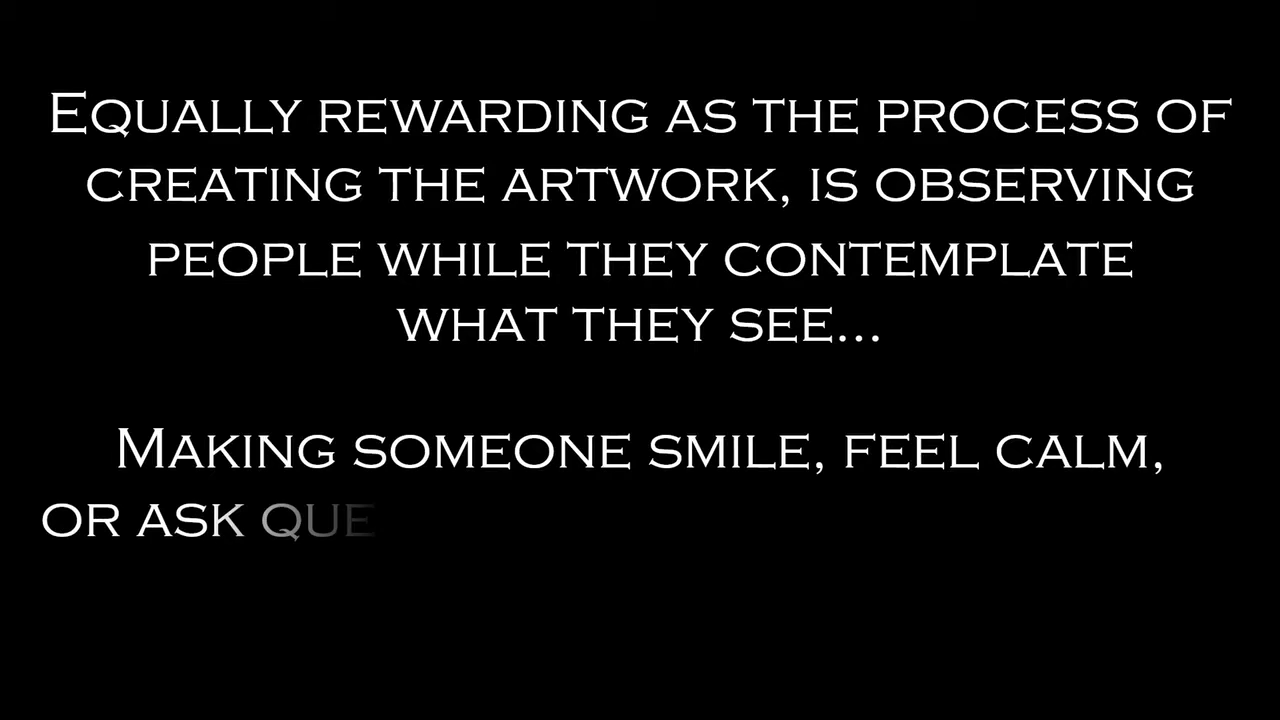 Equally rewarding as the process of
creating the artwork, is observing
people while they contemplate
what they see...
Making someone smile, feel calm,
or ask que